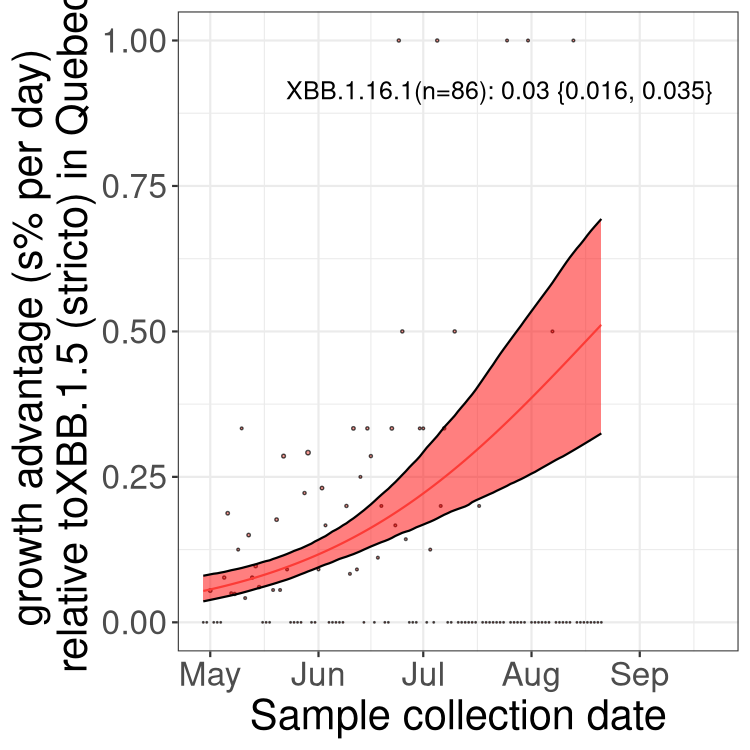 growth advantage (s% per day)
relative toXBB.1.5 (stricto) in Quebec
1.00
0.75
0.50
0.25
0.00
XBB.1.16.1(n=86): 0.03 {0.016, 0.035}
May Jun Jul Aug Sep
Sample collection date